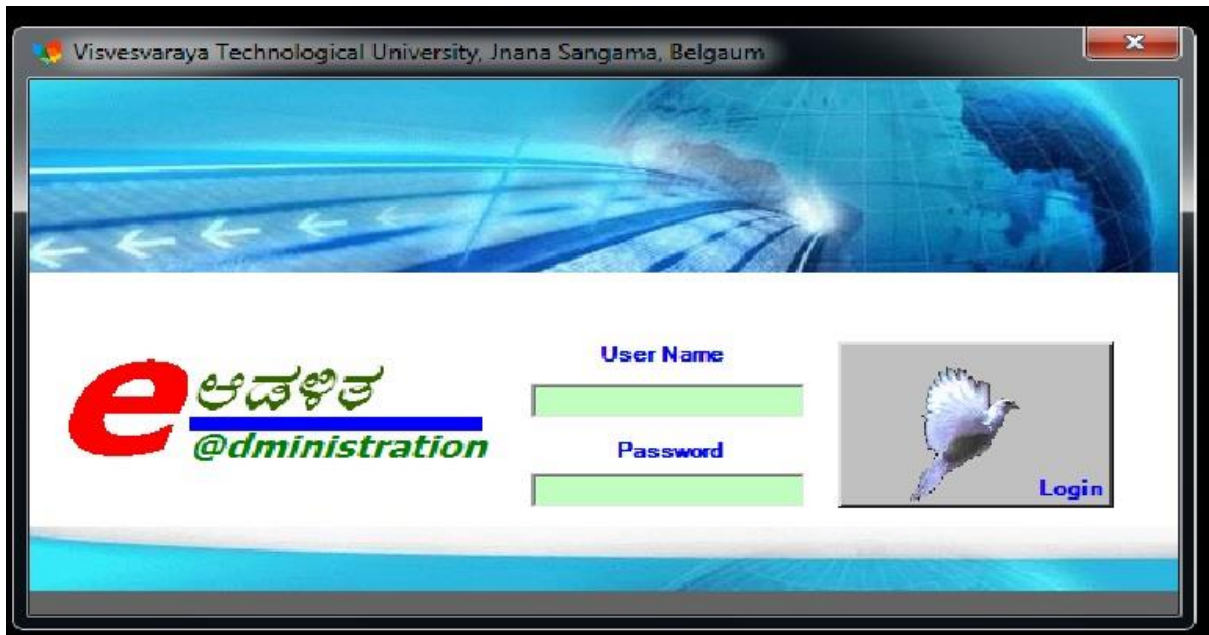 Visvesvaraya Technological University, Jnana Sangama, Belgaum
e ಆಡಳಿತ
@dministration
User Name
Password
Login